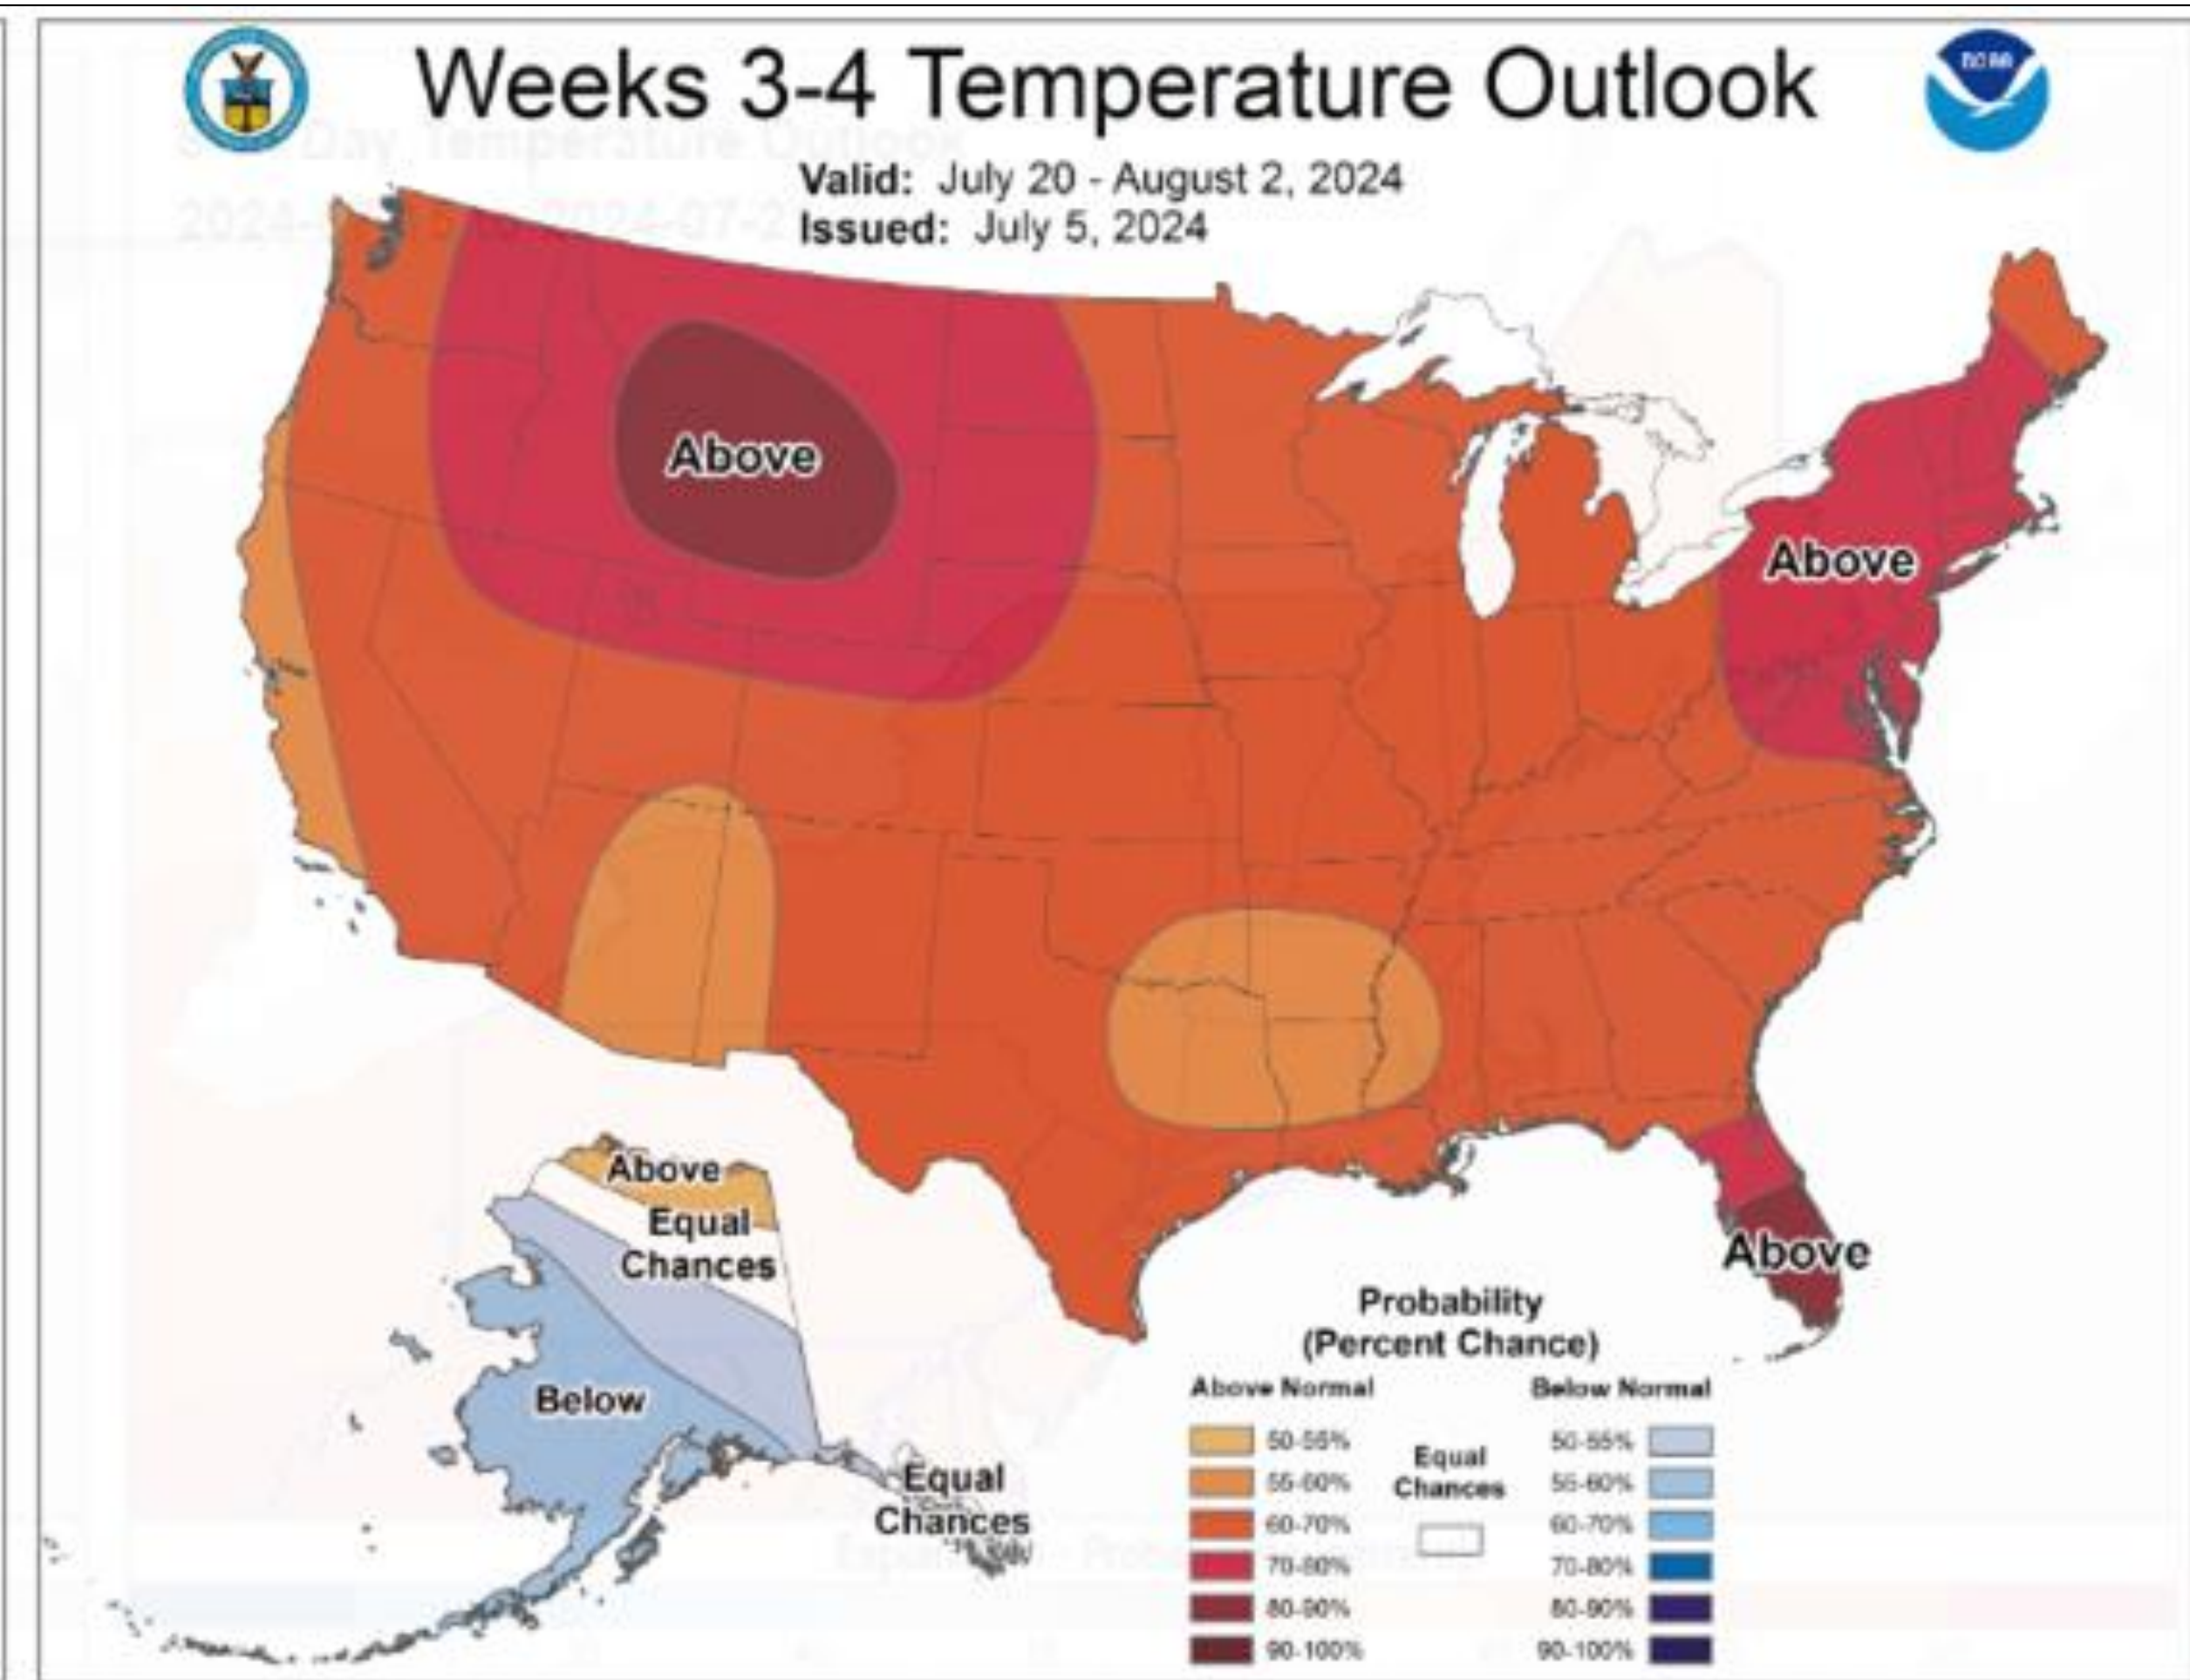 Weeks 3-4 Temperature Outlook
Valid: July 20 - August 2, 2024
Issued: July 5, 2024
noaa
Above
Above
Above
Above
Equal
Chances
Below
Equal
Chances
Probability
(Percent Chance)
Above Normal
Below Normal
50-55%
55-60%
60-70%
70-80%
80-90%
90-100%
Equal
Chances
50-55%
55-60%
60-70%
70-80%
80-90%
90-100%